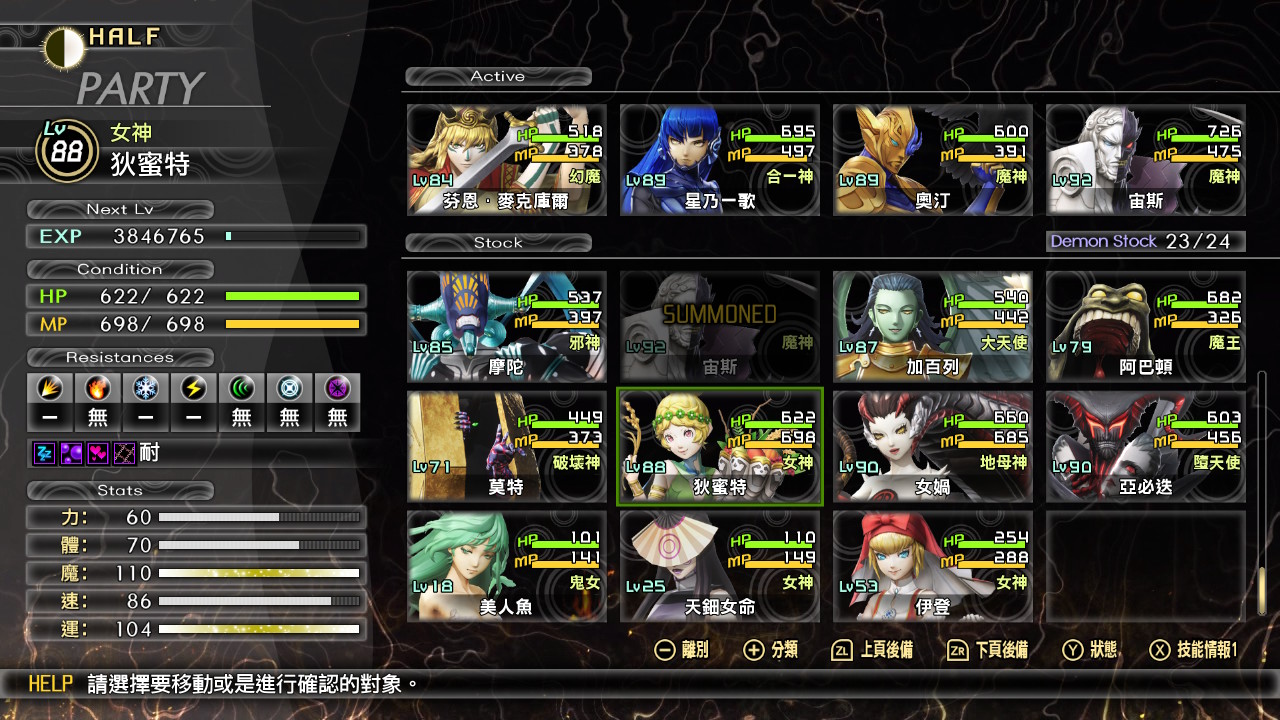 HALF
PARTY
Lv 88
女神
狄蜜特
Next Lv
EXP 3846765
Condition
HP 622/ 622
MP 698/ 698
Resistances
— 無 — — 無 無 無
耐
Stats
力: 60
體: 70
魔: 110
速: 86
運: 104
Active
HP 518
MP 378
Lv84 幻魔
芬恩·麥克庫爾
HP 695
MP 497
Lv89 合一神
星乃一歌
HP 600
MP 391
Lv89 魔神
奧汀
HP 726
MP 475
Lv92 魔神
宙斯
Stock
Demon Stock 23/24
HP 537
MP 397
Lv85 邪神
摩陀
SUMMONED
Lv92 魔神
宙斯
HP 540
MP 442
Lv87 大天使
加百列
HP 682
MP 326
Lv79 魔王
阿巴頓
HP 449
MP 373
Lv71 破壞神
莫特
HP 622
MP 698
Lv88 女神
狄蜜特
HP 660
MP 685
Lv90 地母神
女媧
HP 603
MP 456
Lv90 墮天使
亞必迭
HP 101
MP 141
Lv18 鬼女
美人魚
HP 110
MP 149
Lv25 女神
天鈿女命
HP 254
MP 288
Lv53 女神
伊登
− 離別 + 分類 ZL 上頁後備 ZR 下頁後備 Y 狀態 X 技能情報1
HELP 請選擇要移動或是進行確認的對象。